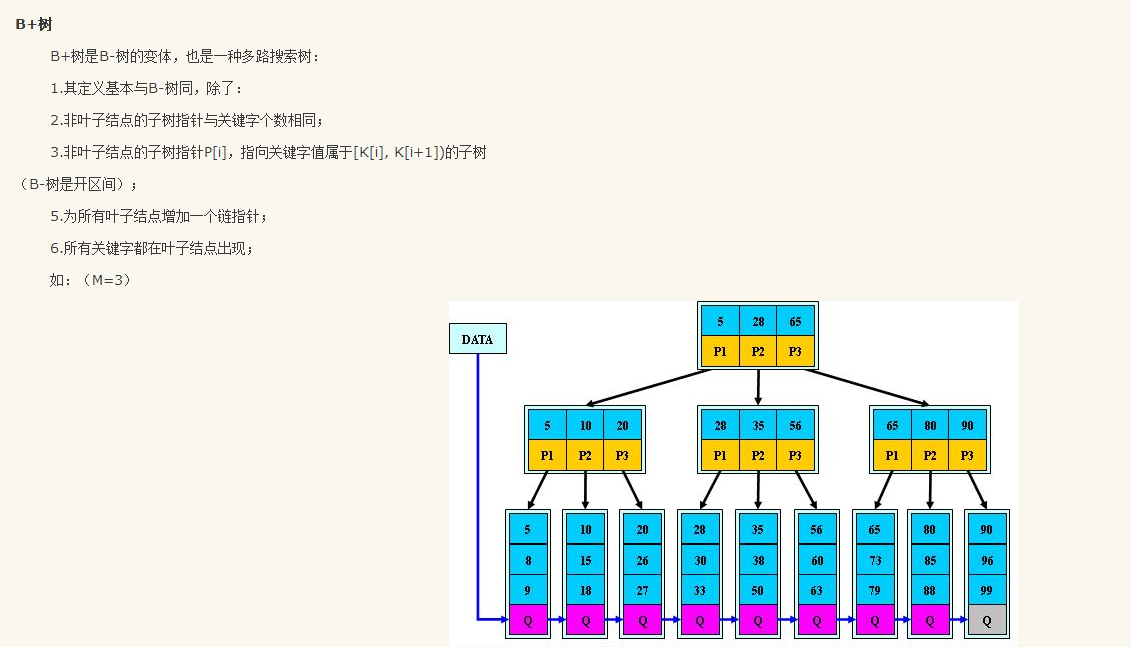 B+树
B+树是B-树的变体，也是一种多路搜索树：
1.其定义基本与B-树同，除了：
2.非叶子结点的子树指针与关键字个数相同；
3.非叶子结点的子树指针P[i]，指向关键字值属于[K[i], K[i+1])的子树
（B-树是开区间）；
5.为所有叶子结点增加一个链指针；
6.所有关键字都在叶子结点出现；
如：（M=3）
DATA
5 28 65
P1 P2 P3
5 10 20 28 35 56 65 80 90
P1 P2 P3 P1 P2 P3 P1 P2 P3
5 10 20 28 35 56 65 80 90
8 15 26 30 38 60 73 85 96
9 18 27 33 50 63 79 88 99
Q Q Q Q Q Q Q Q Q